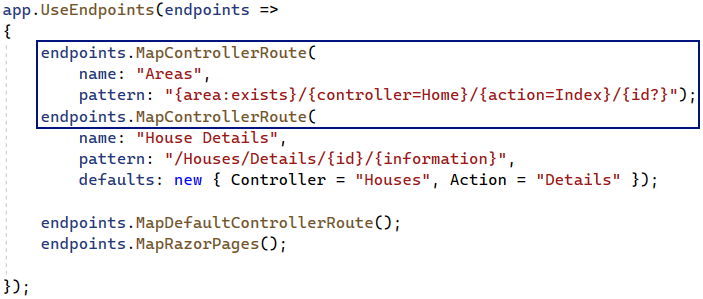 app.UseEndpoints(endpoints =>
{
    endpoints.MapControllerRoute(
        name: "Areas",
        pattern: "{area:exists}/{controller=Home}/{action=Index}/{id?}");
    endpoints.MapControllerRoute(
        name: "House Details",
        pattern: "/Houses/Details/{id}/{information}",
        defaults: new { Controller = "Houses", Action = "Details" });
    endpoints.MapDefaultControllerRoute();
    endpoints.MapRazorPages();
});